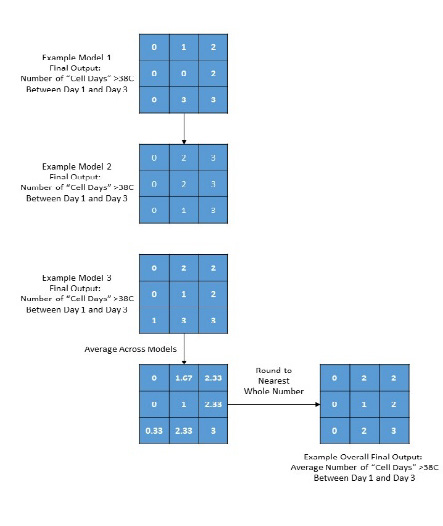 0 1 2
Example Model 1
Final Output:
0 0 2
Number of "Cell Days" >38C
Between Day 1 and Day 3
0 3 3
0 2 3
Example Model 2
Final Output:
0 2 3
Number of "Cell Days" >38C
Between Day 1 and Day 3
0 1 3
0 2 2
Example Model 3
Final Output:
0 1 2
Number of "Cell Days" >38C
Between Day 1 and Day 3
1 3 3
Average Across Models
0 1.67 2.33
0 1 2.33
0.33 2.33 3
Round to
Nearest
Whole Number
0 2 2
0 1 2
0 2 3
Example Overall Final Output:
Average Number of "Cell Days" >38C
Between Day 1 and Day 3